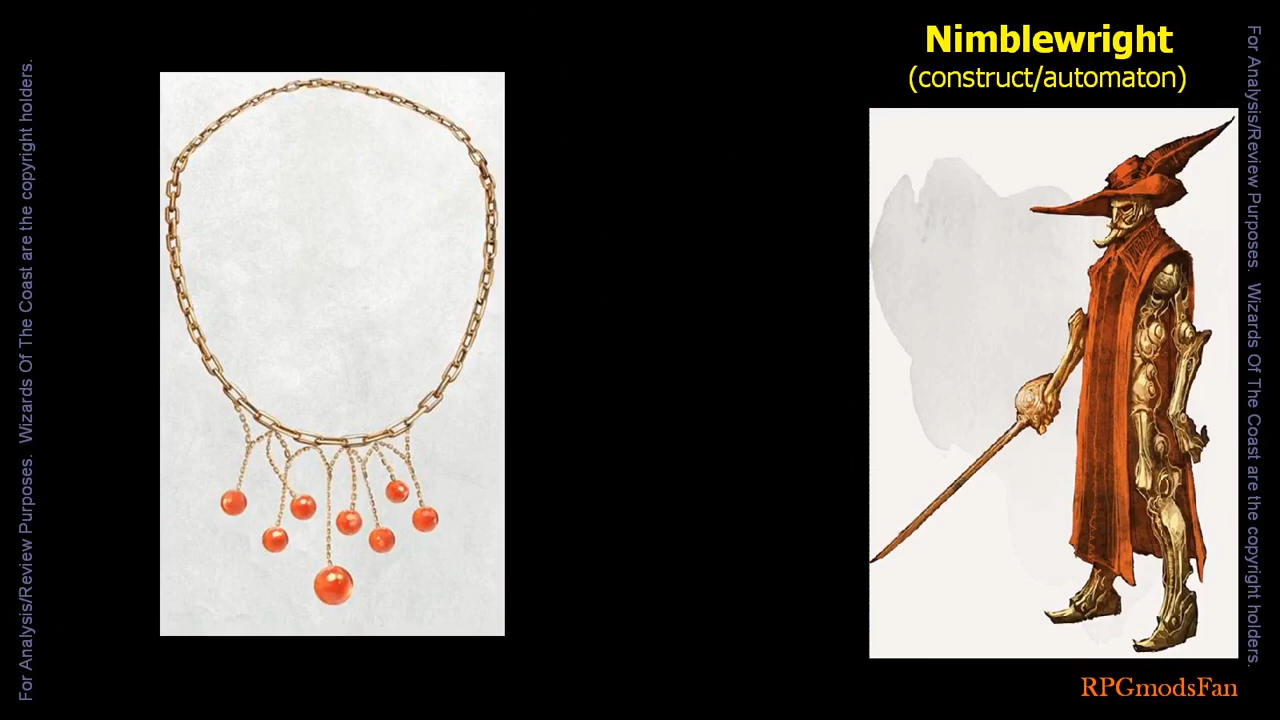 For Analysis/Review Purposes.  Wizards Of The Coast are the copyright holders.
Nimblewright
(construct/automaton)
For Analysis/Review Purposes.  Wizards Of The Coast are the copyright holders.
RPGmodsFan